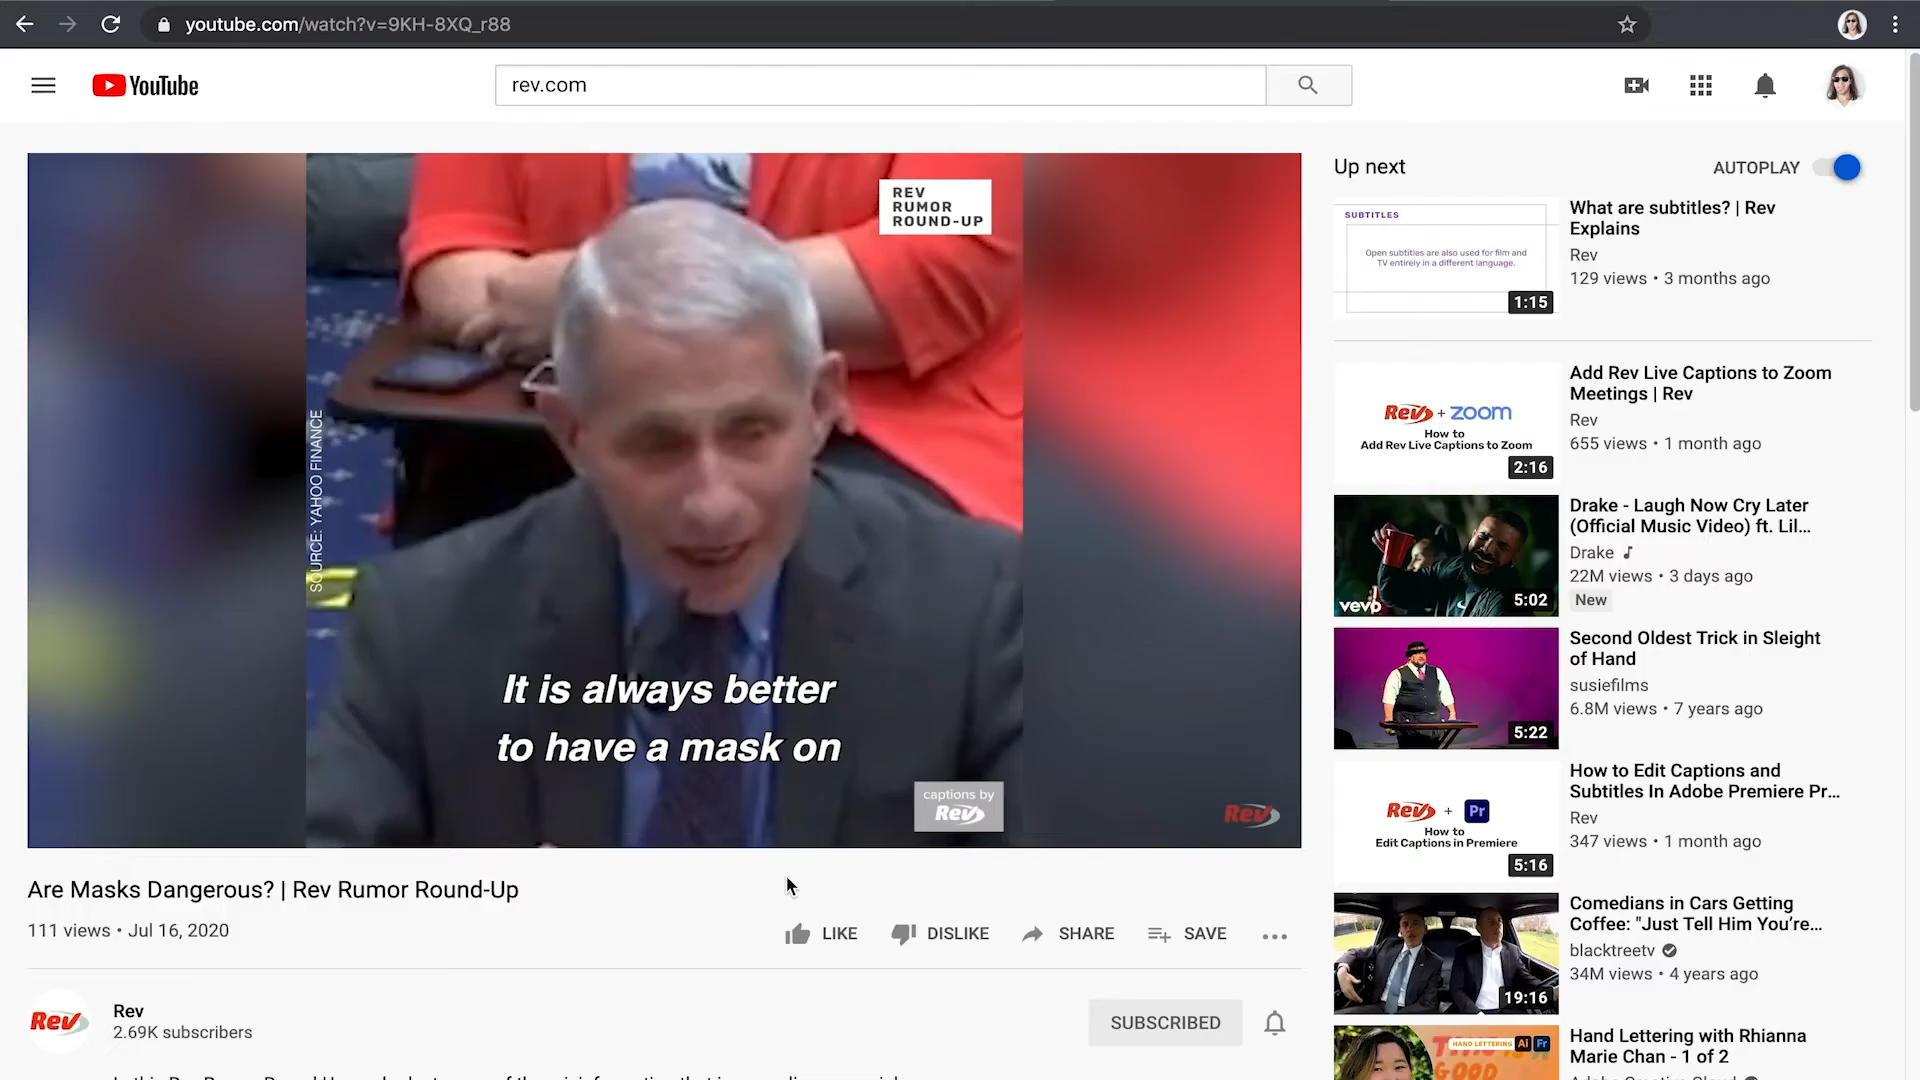 youtube.com/watch?v=9KH-8XQ_r88
YouTube
rev.com
REV
RUMOR
ROUND-UP
SOURCE: YAHOO FINANCE
It is always better
to have a mask on
captions by
Rev
Rev
Are Masks Dangerous? | Rev Rumor Round-Up
111 views • Jul 16, 2020
LIKE
DISLIKE
SHARE
SAVE
Rev
Rev
2.69K subscribers
SUBSCRIBED
Up next
AUTOPLAY
SUBTITLES
Open subtitles are also used for film and
TV entirely in a different language.
1:15
What are subtitles? | Rev
Explains
Rev
129 views • 3 months ago
Rev + ZOOM
How to
Add Rev Live Captions to Zoom
2:16
Add Rev Live Captions to Zoom
Meetings | Rev
Rev
655 views • 1 month ago
vevo
5:02
Drake - Laugh Now Cry Later
(Official Music Video) ft. Lil...
Drake
22M views • 3 days ago
New
5:22
Second Oldest Trick in Sleight
of Hand
susiefilms
6.8M views • 7 years ago
Rev + Pr
How to
Edit Captions in Premiere
5:16
How to Edit Captions and
Subtitles In Adobe Premiere Pr...
Rev
347 views • 1 month ago
19:16
Comedians in Cars Getting
Coffee: "Just Tell Him You're...
blacktreetv
34M views • 4 years ago
HAND LETTERING Ai Fr
GOOD
Hand Lettering with Rhianna
Marie Chan - 1 of 2